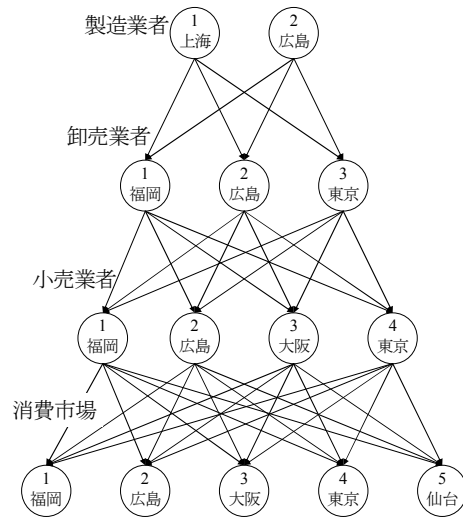 製造業者
1
上海
2
広島
卸売業者
1
福岡
2
広島
3
東京
小売業者
1
福岡
2
広島
3
大阪
4
東京
消費市場
1
福岡
2
広島
3
大阪
4
東京
5
仙台